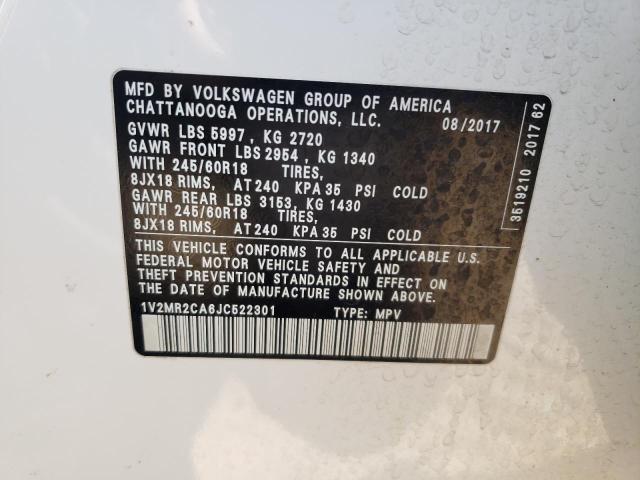 MFD BY VOLKSWAGEN GROUP OF AMERICA
CHATTANOOGA OPERATIONS, LLC. 08/2017
GVWR LBS 5997 , KG 2720
GAWR FRONT LBS 2954 , KG 1340
WITH 245/60R18 TIRES,
8JX18 RIMS, AT 240 KPA 35 PSI COLD
GAWR REAR LBS 3153, KG 1430
WITH 245/60R18 TIRES,
8JX18 RIMS, AT 240 KPA 35 PSI COLD
THIS VEHICLE CONFORMS TO ALL APPLICABLE U.S.
FEDERAL MOTOR VEHICLE SAFETY AND
THEFT PREVENTION STANDARDS IN EFFECT ON
THE DATE OF MANUFACTURE SHOWN ABOVE.
1V2MR2CA6JC522301 TYPE: MPV
3519210 2017 62